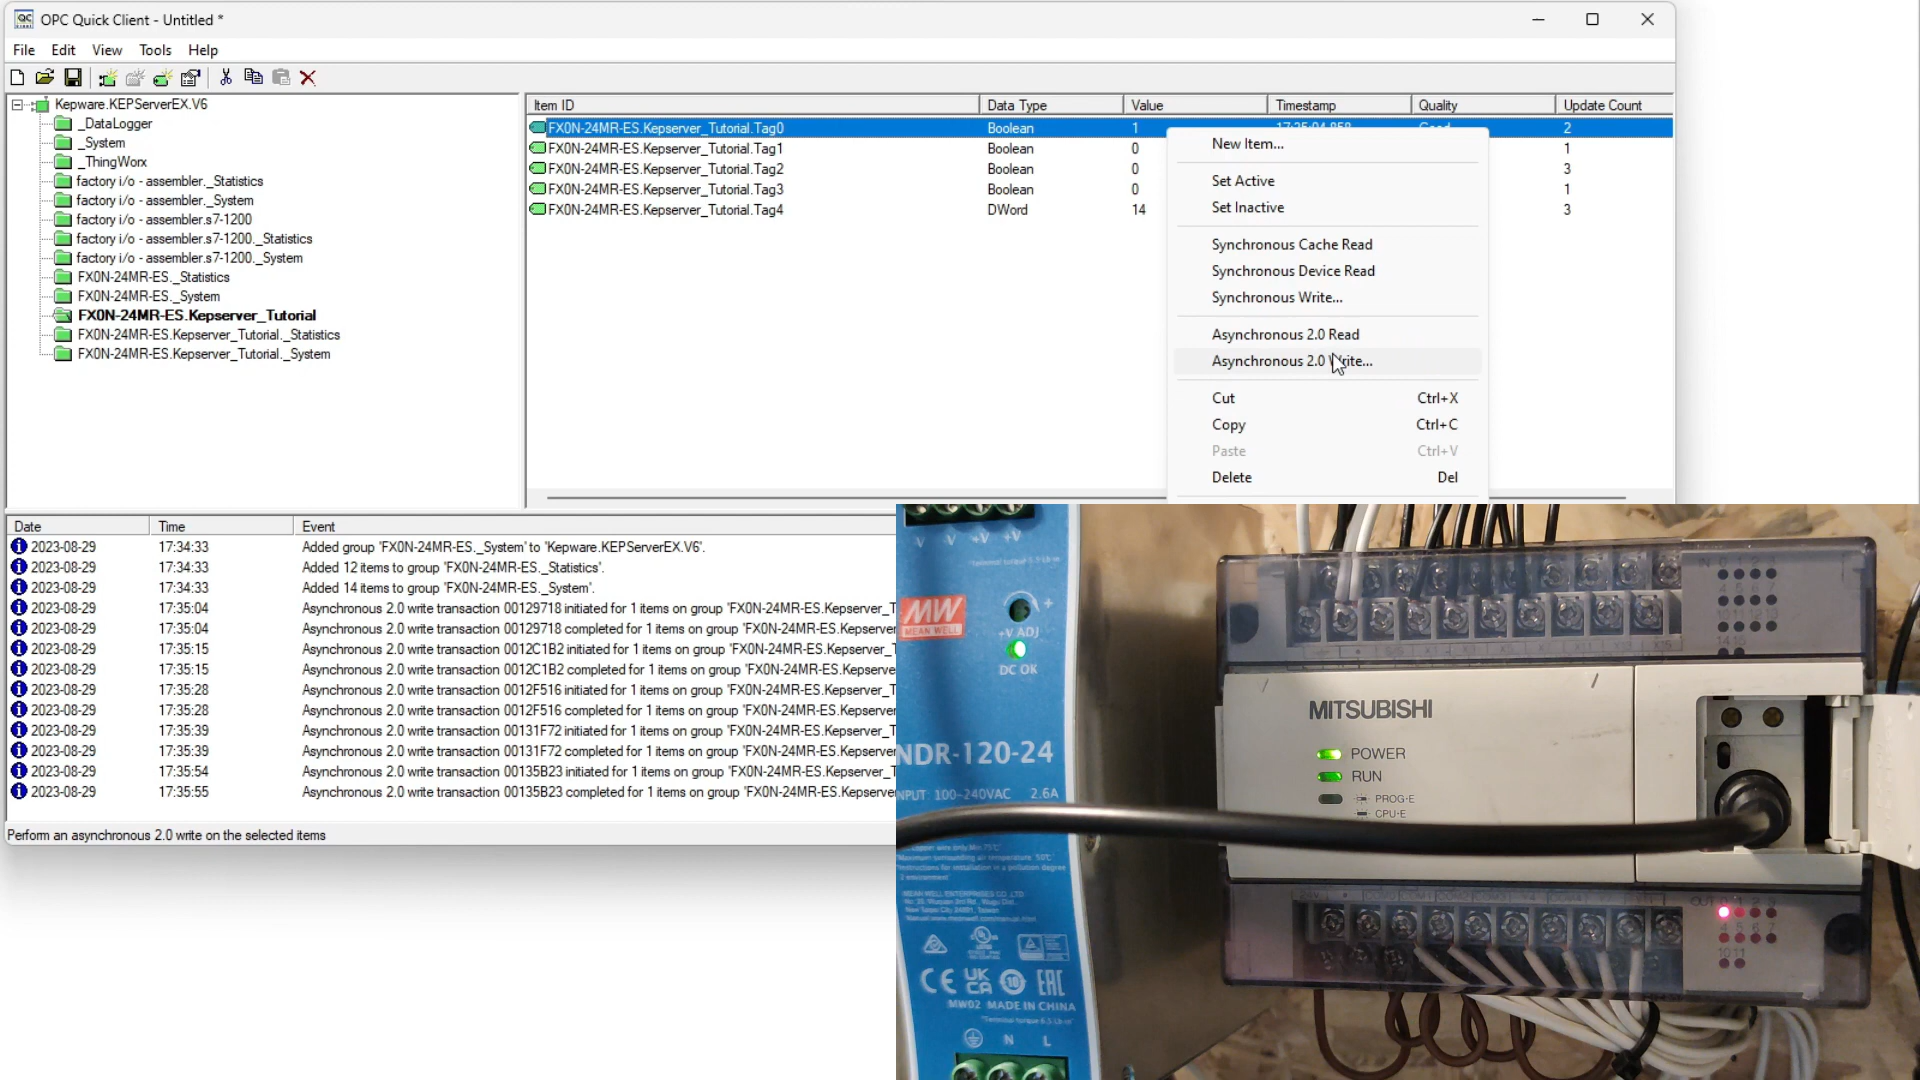 OPC Quick Client - Untitled *
File Edit View Tools Help
Kepware.KEPServerEX.V6
_DataLogger
_System
_ThingWorx
factory i/o - assembler._Statistics
factory i/o - assembler._System
factory i/o - assembler.s7-1200
factory i/o - assembler.s7-1200._Statistics
factory i/o - assembler.s7-1200._System
FX0N-24MR-ES._Statistics
FX0N-24MR-ES._System
FX0N-24MR-ES.Kepserver_Tutorial
FX0N-24MR-ES.Kepserver_Tutorial._Statistics
FX0N-24MR-ES.Kepserver_Tutorial._System
Item ID Data Type Value Timestamp Quality Update Count
FX0N-24MR-ES.Kepserver_Tutorial.Tag0 Boolean 1 2
FX0N-24MR-ES.Kepserver_Tutorial.Tag1 Boolean 0 1
FX0N-24MR-ES.Kepserver_Tutorial.Tag2 Boolean 0 3
FX0N-24MR-ES.Kepserver_Tutorial.Tag3 Boolean 0 1
FX0N-24MR-ES.Kepserver_Tutorial.Tag4 DWord 14 3
New Item...
Set Active
Set Inactive
Synchronous Cache Read
Synchronous Device Read
Synchronous Write...
Asynchronous 2.0 Read
Asynchronous 2.0 Write...
Cut Ctrl+X
Copy Ctrl+C
Paste Ctrl+V
Delete Del
Date Time Event
2023-08-29 17:34:33 Added group 'FX0N-24MR-ES._System' to 'Kepware.KEPServerEX.V6'.
2023-08-29 17:34:33 Added 12 items to group 'FX0N-24MR-ES._Statistics'.
2023-08-29 17:34:33 Added 14 items to group 'FX0N-24MR-ES._System'.
2023-08-29 17:35:04 Asynchronous 2.0 write transaction 00129718 initiated for 1 items on group 'FX0N-24MR-ES.Kepserver_T
2023-08-29 17:35:04 Asynchronous 2.0 write transaction 00129718 completed for 1 items on group 'FX0N-24MR-ES.Kepserver
2023-08-29 17:35:15 Asynchronous 2.0 write transaction 0012C1B2 initiated for 1 items on group 'FX0N-24MR-ES.Kepserver_T
2023-08-29 17:35:15 Asynchronous 2.0 write transaction 0012C1B2 completed for 1 items on group 'FX0N-24MR-ES.Kepserver
2023-08-29 17:35:28 Asynchronous 2.0 write transaction 0012F516 initiated for 1 items on group 'FX0N-24MR-ES.Kepserver_T
2023-08-29 17:35:28 Asynchronous 2.0 write transaction 0012F516 completed for 1 items on group 'FX0N-24MR-ES.Kepserver
2023-08-29 17:35:39 Asynchronous 2.0 write transaction 00131F72 initiated for 1 items on group 'FX0N-24MR-ES.Kepserver_T
2023-08-29 17:35:39 Asynchronous 2.0 write transaction 00131F72 completed for 1 items on group 'FX0N-24MR-ES.Kepserver
2023-08-29 17:35:54 Asynchronous 2.0 write transaction 00135B23 initiated for 1 items on group 'FX0N-24MR-ES.Kepserver_T
2023-08-29 17:35:55 Asynchronous 2.0 write transaction 00135B23 completed for 1 items on group 'FX0N-24MR-ES.Kepserver
Perform an asynchronous 2.0 write on the selected items
-V -V +V +V
MW
MEAN WELL
+V ADJ
DC OK
NDR-120-24
INPUT: 100-240VAC 2.6A
CE UK CA 10 EAC
MW02 MADE IN CHINA
N L
MITSUBISHI
POWER
RUN
PROG-E
CPU-E